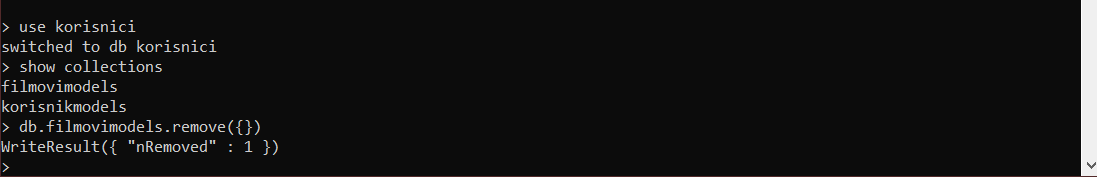 > use korisnici
switched to db korisnici
> show collections
filmovimodels
korisnikmodels
> db.filmovimodels.remove({})
WriteResult({ "nRemoved" : 1 })
>